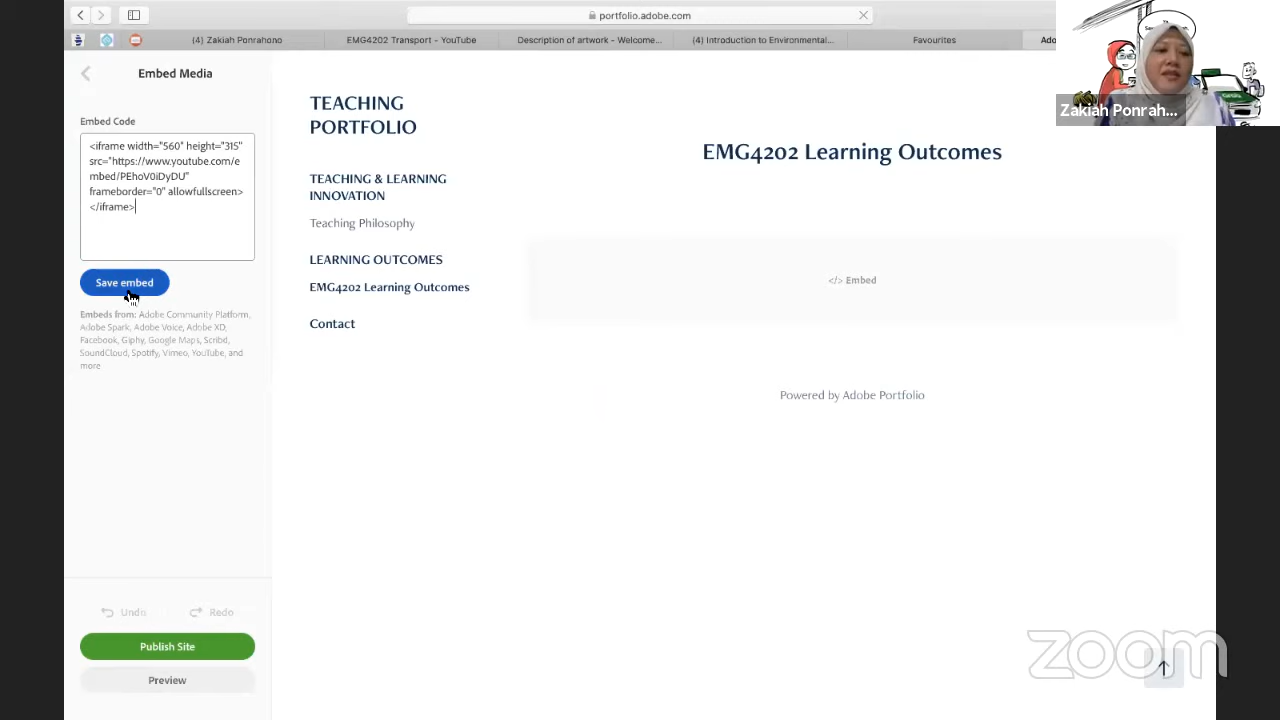 portfolio.adobe.com
(4) Zakiah Ponrahono
EMG4202 Transport - YouTube
Description of artwork - Welcome...
(4) Introduction to Environmental...
Favourites
Ado
Zakiah Ponrah...
Embed Media
Embed Code
<iframe width="560" height="315"
src="https://www.youtube.com/e
mbed/PEhoV0iDyDU"
frameborder="0" allowfullscreen>
</iframe>
Save embed
Embeds from: Adobe Community Platform,
Adobe Spark, Adobe Voice, Adobe XD,
Facebook, Giphy, Google Maps, Scribd,
SoundCloud, Spotify, Vimeo, YouTube, and
more
Undo
Redo
Publish Site
Preview
TEACHING
PORTFOLIO
TEACHING & LEARNING
INNOVATION
Teaching Philosophy
LEARNING OUTCOMES
EMG4202 Learning Outcomes
Contact
EMG4202 Learning Outcomes
</> Embed
Powered by Adobe Portfolio
zoom